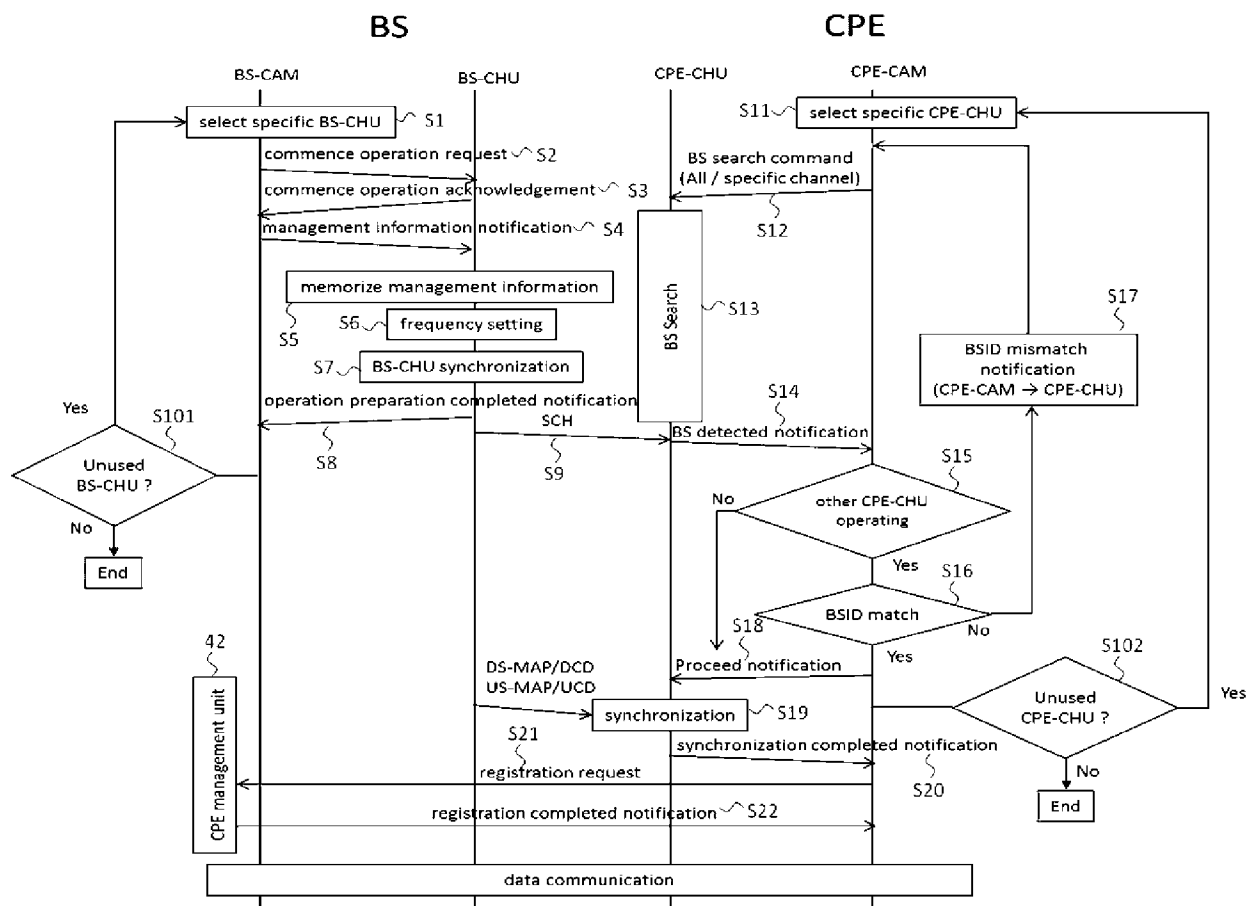 BS
CPE
BS-CAM
BS-CHU
CPE-CHU
CPE-CAM
select specific BS-CHU
S1
S11
select specific CPE-CHU
commence operation request
S2
BS search command
(All / specific channel)
commence operation acknowledgement
S3
S12
management information notification
S4
memorize management information
S5
BS Search
S13
S17
S6
frequency setting
BSID mismatch
notification
(CPE-CAM → CPE-CHU)
S7
BS-CHU synchronization
Yes
S101
operation preparation completed notification
S14
SCH
BS detected notification
S8
S9
Unused
BS-CHU ?
S15
No
other CPE-CHU
operating
No
End
Yes
S16
BSID match
No
S18
42
Yes
S102
DS-MAP/DCD
US-MAP/UCD
Proceed notification
Unused
CPE-CHU ?
Yes
CPE management unit
synchronization
S19
S21
synchronization completed notification
registration request
S20
No
End
registration completed notification
S22
data communication